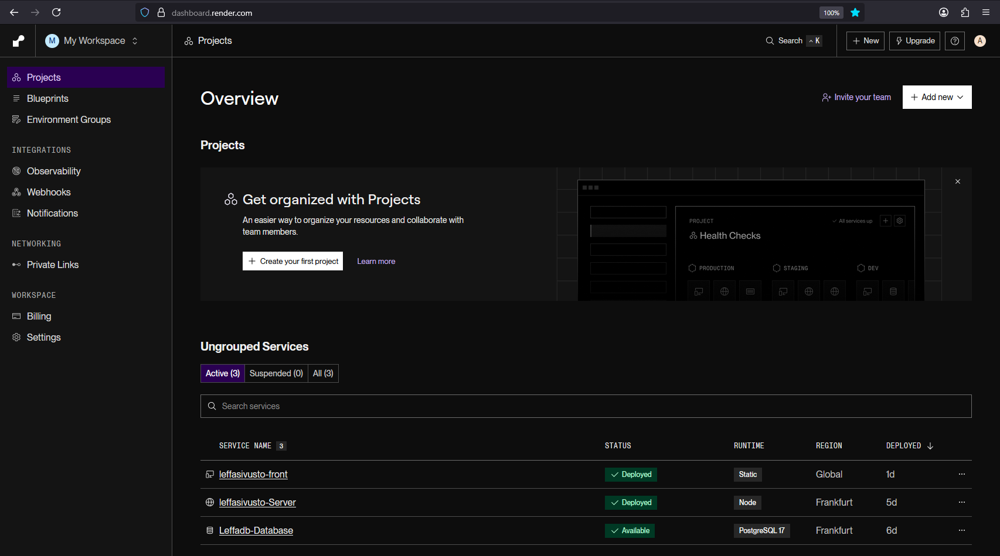 dashboard.render.com
100%
M My Workspace
Projects
Search ^ K
+ New
Upgrade
A
Projects
Blueprints
Environment Groups
INTEGRATIONS
Observability
Webhooks
Notifications
NETWORKING
Private Links
WORKSPACE
Billing
Settings
Overview
Invite your team
+ Add new
Projects
Get organized with Projects
An easier way to organize your resources and collaborate with
team members.
+ Create your first project
Learn more
PROJECT
All services up
Health Checks
PRODUCTION
STAGING
DEV
Ungrouped Services
Active (3)
Suspended (0)
All (3)
Search services
SERVICE NAME 3
STATUS
RUNTIME
REGION
DEPLOYED
leffasivusto-front
Deployed
Static
Global
1d
leffasivusto-Server
Deployed
Node
Frankfurt
5d
Leffadb-Database
Available
PostgreSQL 17
Frankfurt
6d